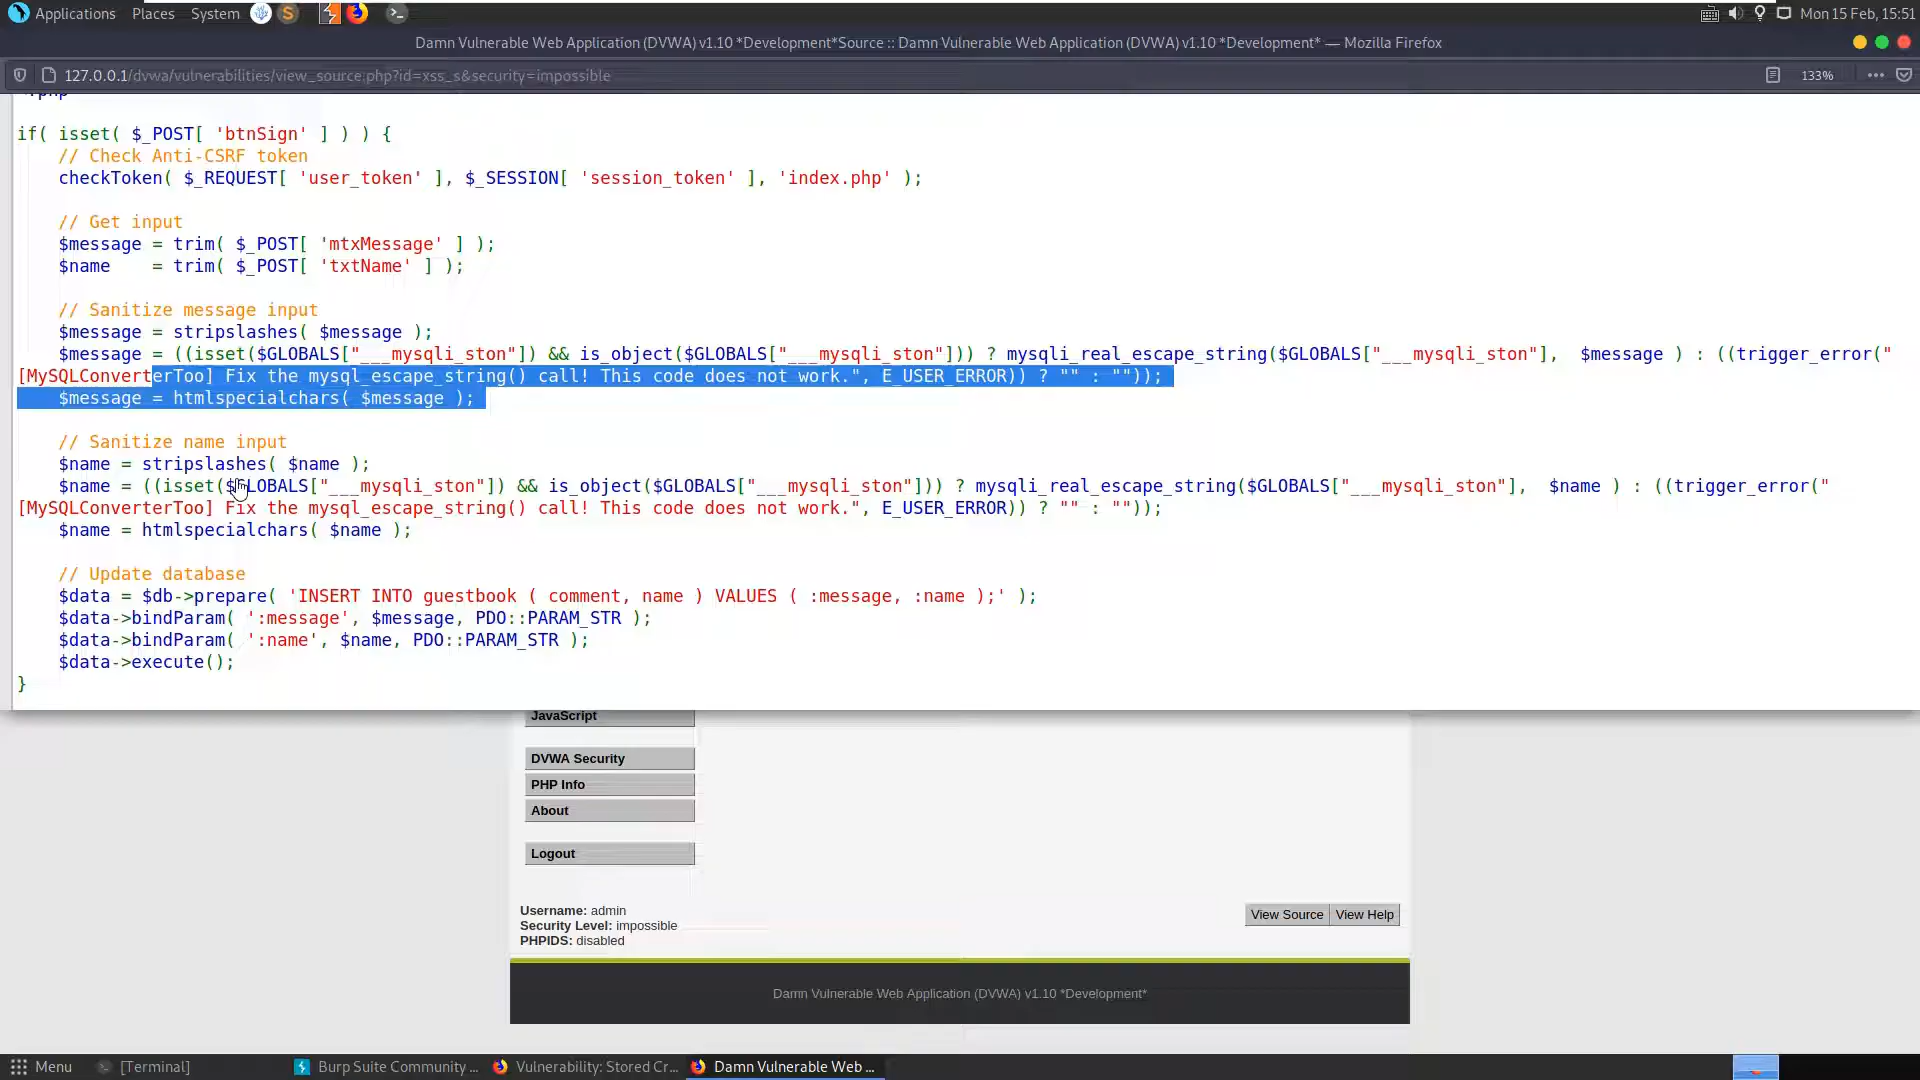 Applications Places System Mon 15 Feb, 15:51
Damn Vulnerable Web Application (DVWA) v1.10 *Development*Source :: Damn Vulnerable Web Application (DVWA) v1.10 *Development* — Mozilla Firefox
127.0.0.1/dvwa/vulnerabilities/view_source.php?id=xss_s&security=impossible 133%
if( isset( $_POST[ 'btnSign' ] ) ) {
// Check Anti-CSRF token
checkToken( $_REQUEST[ 'user_token' ], $_SESSION[ 'session_token' ], 'index.php' );
// Get input
$message = trim( $_POST[ 'mtxMessage' ] );
$name    = trim( $_POST[ 'txtName' ] );
// Sanitize message input
$message = stripslashes( $message );
$message = ((isset($GLOBALS["___mysqli_ston"]) && is_object($GLOBALS["___mysqli_ston"])) ? mysqli_real_escape_string($GLOBALS["___mysqli_ston"],  $message ) : ((trigger_error("
[MySQLConverterToo] Fix the mysql_escape_string() call! This code does not work.", E_USER_ERROR)) ? "" : ""));
$message = htmlspecialchars( $message );
// Sanitize name input
$name = stripslashes( $name );
$name = ((isset($GLOBALS["___mysqli_ston"]) && is_object($GLOBALS["___mysqli_ston"])) ? mysqli_real_escape_string($GLOBALS["___mysqli_ston"],  $name ) : ((trigger_error("
[MySQLConverterToo] Fix the mysql_escape_string() call! This code does not work.", E_USER_ERROR)) ? "" : ""));
$name = htmlspecialchars( $name );
// Update database
$data = $db->prepare( 'INSERT INTO guestbook ( comment, name ) VALUES ( :message, :name );' );
$data->bindParam( ':message', $message, PDO::PARAM_STR );
$data->bindParam( ':name', $name, PDO::PARAM_STR );
$data->execute();
}
JavaScript
DVWA Security
PHP Info
About
Logout
Username: admin
Security Level: impossible
PHPIDS: disabled
View Source View Help
Damn Vulnerable Web Application (DVWA) v1.10 *Development*
Menu [Terminal] Burp Suite Community ... Vulnerability: Stored Cr... Damn Vulnerable Web ...